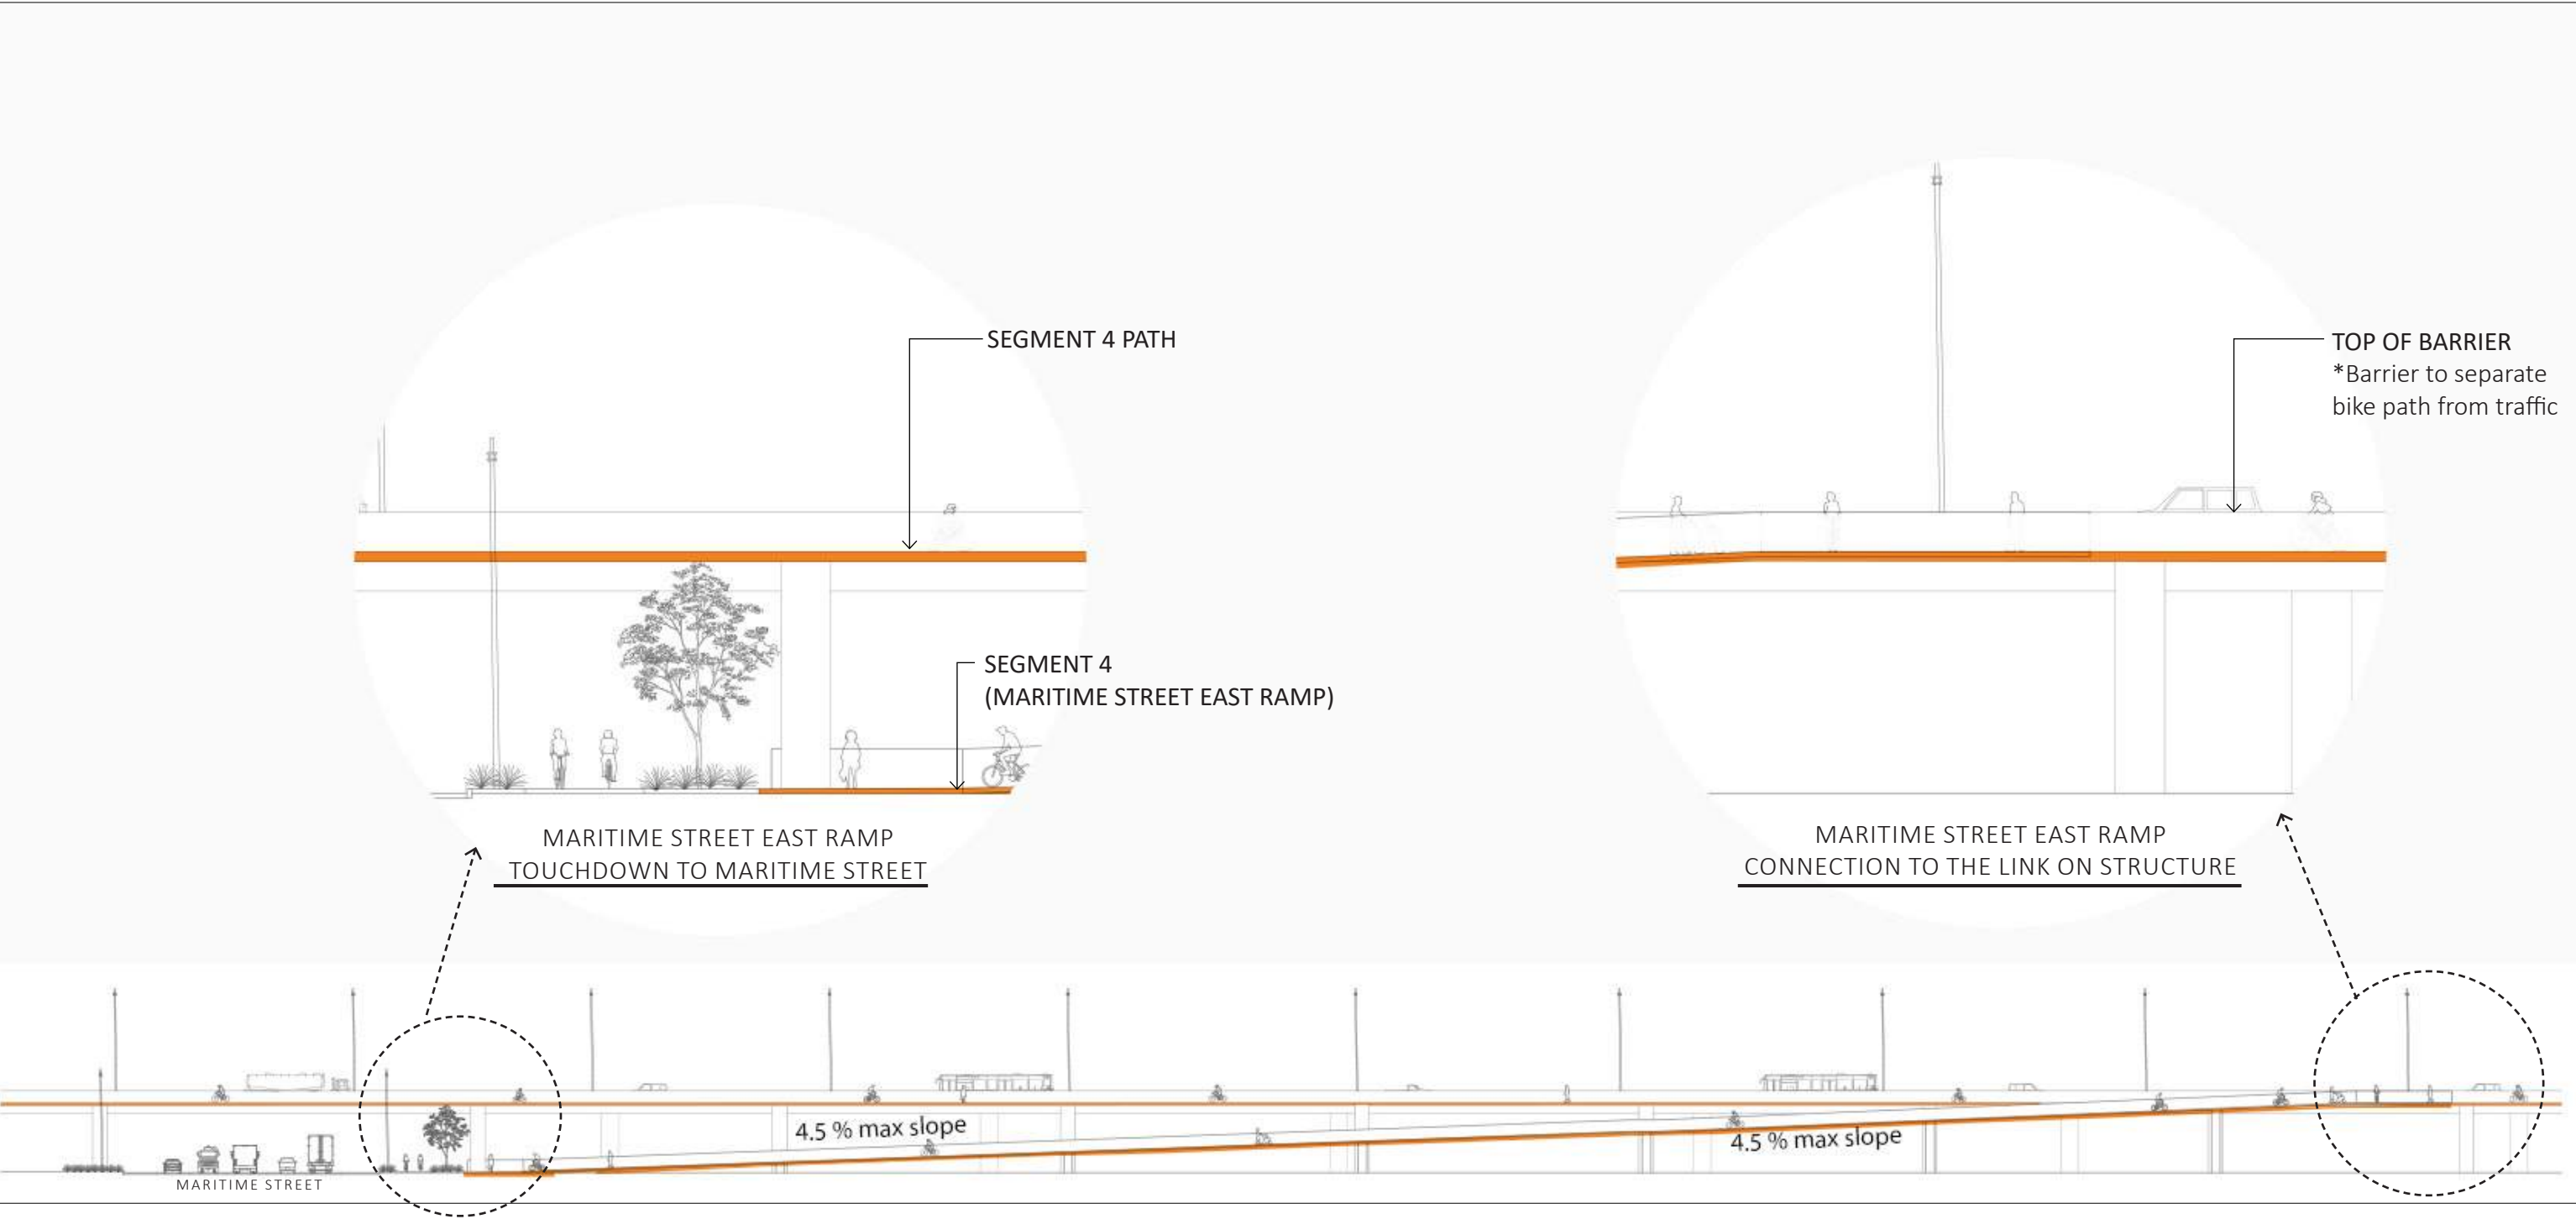 SEGMENT 4 PATH
SEGMENT 4
(MARITIME STREET EAST RAMP)
MARITIME STREET EAST RAMP
TOUCHDOWN TO MARITIME STREET
TOP OF BARRIER
*Barrier to separate
bike path from traffic
MARITIME STREET EAST RAMP
CONNECTION TO THE LINK ON STRUCTURE
4.5 % max slope
4.5 % max slope
MARITIME STREET